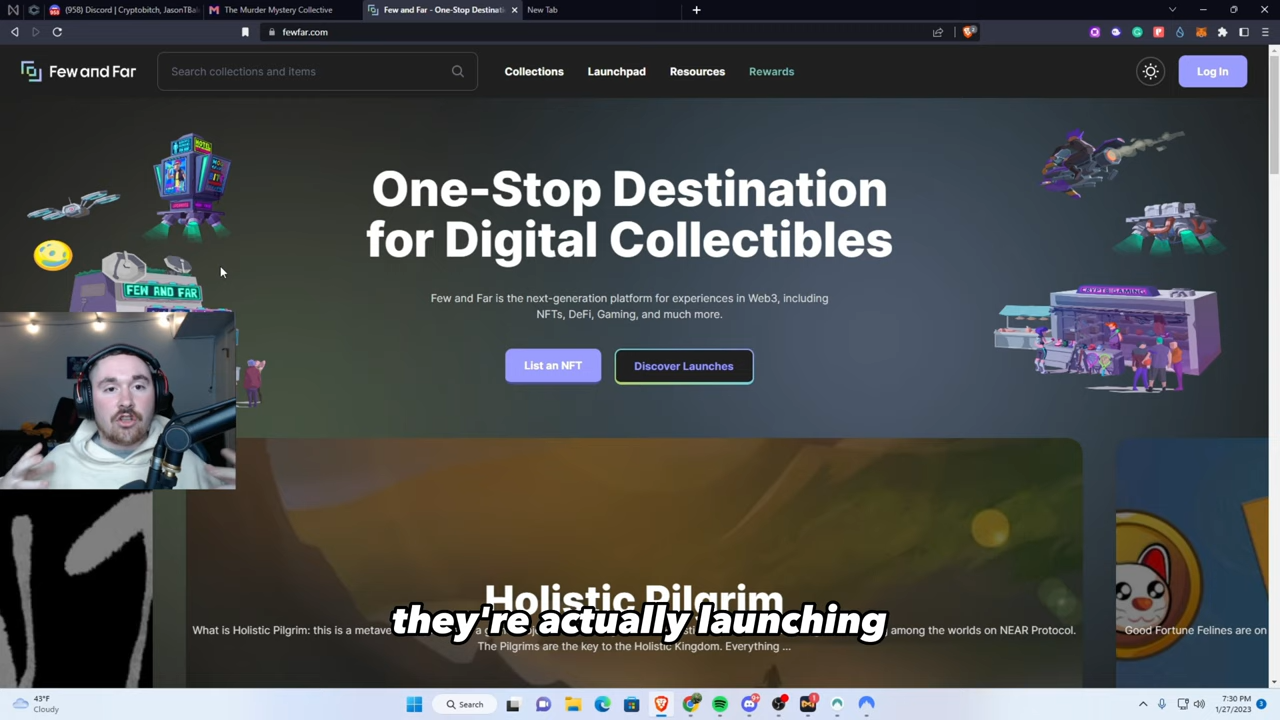 (958) Discord | Cryptobitch, JasonTBak
The Murder Mystery Collective
Few and Far - One-Stop Destinati
New Tab
fewfar.com
Few and Far
Search collections and items
Collections
Launchpad
Resources
Rewards
Log In
One-Stop Destination
for Digital Collectibles
Few and Far is the next-generation platform for experiences in Web3, including
NFTs, DeFi, Gaming, and much more.
List an NFT
Discover Launches
HOTEL
FEW AND FAR
CRYPTO GAMING
Holistic Pilgrim
they're actually launching
What is Holistic Pilgrim: this is a metave
among the worlds on NEAR Protocol.
The Pilgrims are the key to the Holistic Kingdom. Everything ...
Good Fortune Felines are on
43°F
Cloudy
Search
7:30 PM
1/27/2023